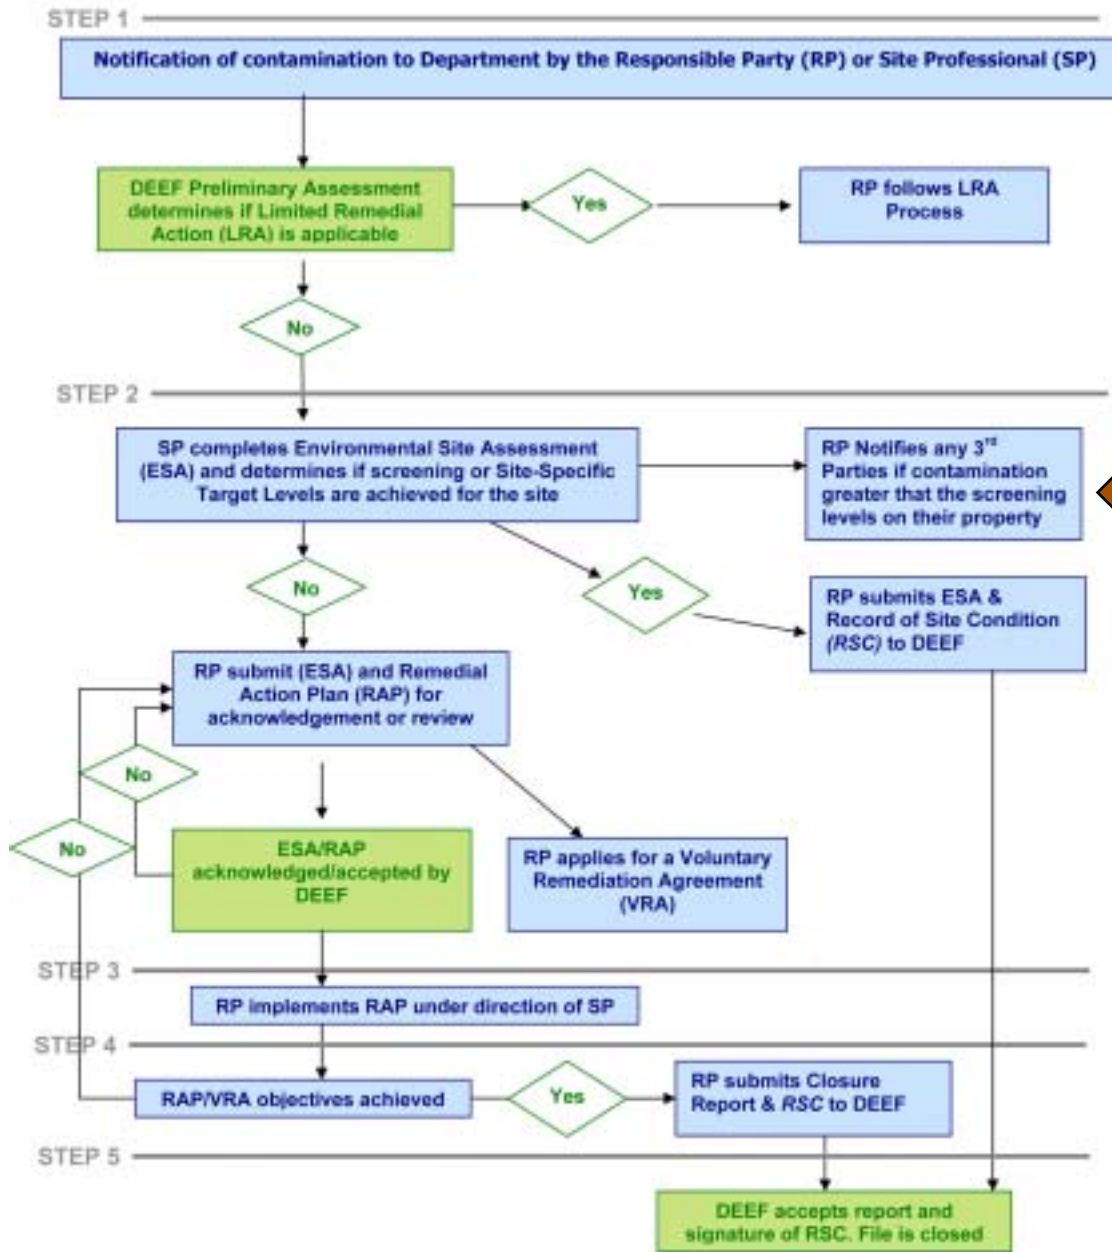 STEP 1
Notification of contamination to Department by the Responsible Party (RP) or Site Professional (SP)
DEEF Preliminary Assessment
determines if Limited Remedial
Action (LRA) is applicable
Yes
RP follows LRA
Process
No
STEP 2
SP completes Environmental Site Assessment
(ESA) and determines if screening or Site-Specific
Target Levels are achieved for the site
RP Notifies any 3rd
Parties if contamination
greater that the screening
levels on their property
No
Yes
RP submits ESA &
Record of Site Condition
(RSC) to DEEF
RP submit (ESA) and Remedial
Action Plan (RAP) for
acknowledgement or review
No
No
ESA/RAP
acknowledged/accepted by
DEEF
RP applies for a Voluntary
Remediation Agreement
(VRA)
STEP 3
RP implements RAP under direction of SP
STEP 4
RAP/VRA objectives achieved
Yes
RP submits Closure
Report & RSC to DEEF
STEP 5
DEEF accepts report and
signature of RSC. File is closed